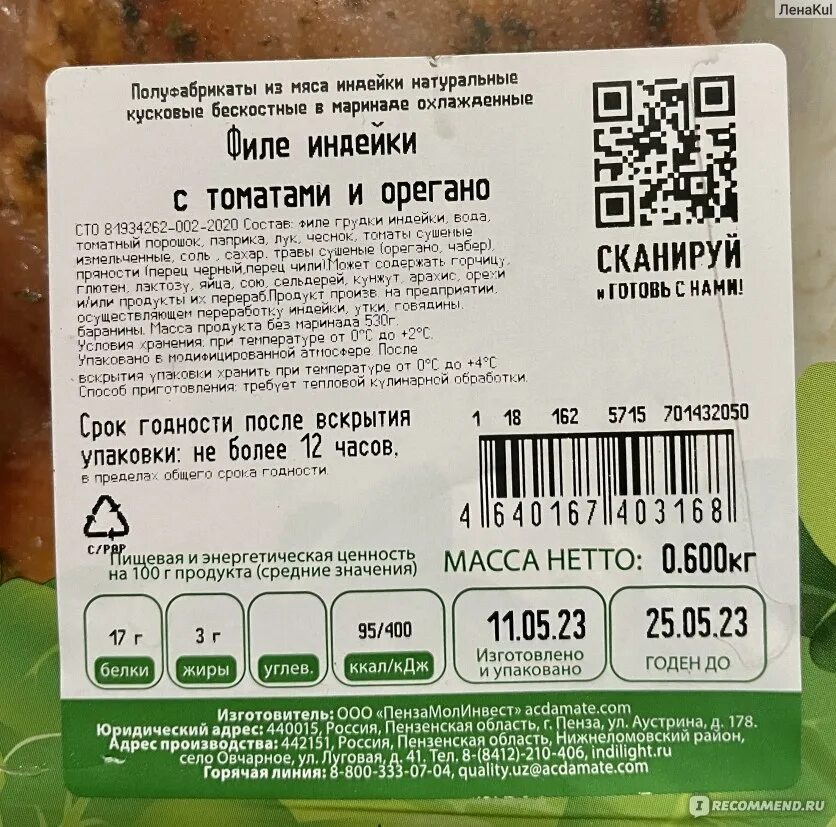 ЛенаKul
Полуфабрикаты из мяса индейки натуральные
кусковые бескостные в маринаде охлажденные
Филе индейки
с томатами и орегано
СТО 81934262-002-2020 Состав: филе грудки индейки, вода,
томатный порошок, паприка, лук, чеснок, томаты сушеные
измельченные, соль , сахар, травы сушеные (орегано, чабер),
пряности (перец черный,перец чили).Может содержать горчицу,
глютен, лактозу, яйца, сою, сельдерей, кунжут, арахис, орехи
и/или продукты их перераб.Продукт произв. на предприятии,
осуществляющем переработку индейки, утки, говядины,
баранины. Масса продукта без маринада 530г.
Условия хранения: при температуре от 0°С до +2°С.
Упаковано в модифицированной атмосфере. После
вскрытия упаковки хранить при температуре от 0°С до +4°С
Способ приготовления: требует тепловой кулинарной обработки.
СКАНИРУЙ
и ГОТОВЬ С НАМИ!
Срок годности после вскрытия
упаковки: не более 12 часов,
в пределах общего срока годности.
1 18 162 5715 701432050
4 640167 403168
C/PAP
Пищевая и энергетическая ценность
на 100 г продукта (средние значения)
МАССА НЕТТО: 0.600кг
17 г
белки
3 г
жиры
углев.
95/400
ккал/кДж
11.05.23
Изготовлено
и упаковано
25.05.23
ГОДЕН ДО
Изготовитель: ООО «ПензаМолИнвест» acdamate.com
Юридический адрес: 440015, Россия, Пензенская область, г. Пенза, ул. Аустрина, д. 178.
Адрес производства: 442151, Россия, Пензенская область, Нижнеломовский район,
село Овчарное, ул. Луговая, д. 41. Тел. 8-(8412)-210-406, indilight.ru
Горячая линия: 8-800-333-07-04, quality.uz@acdamate.com
IRECOMMEND.RU